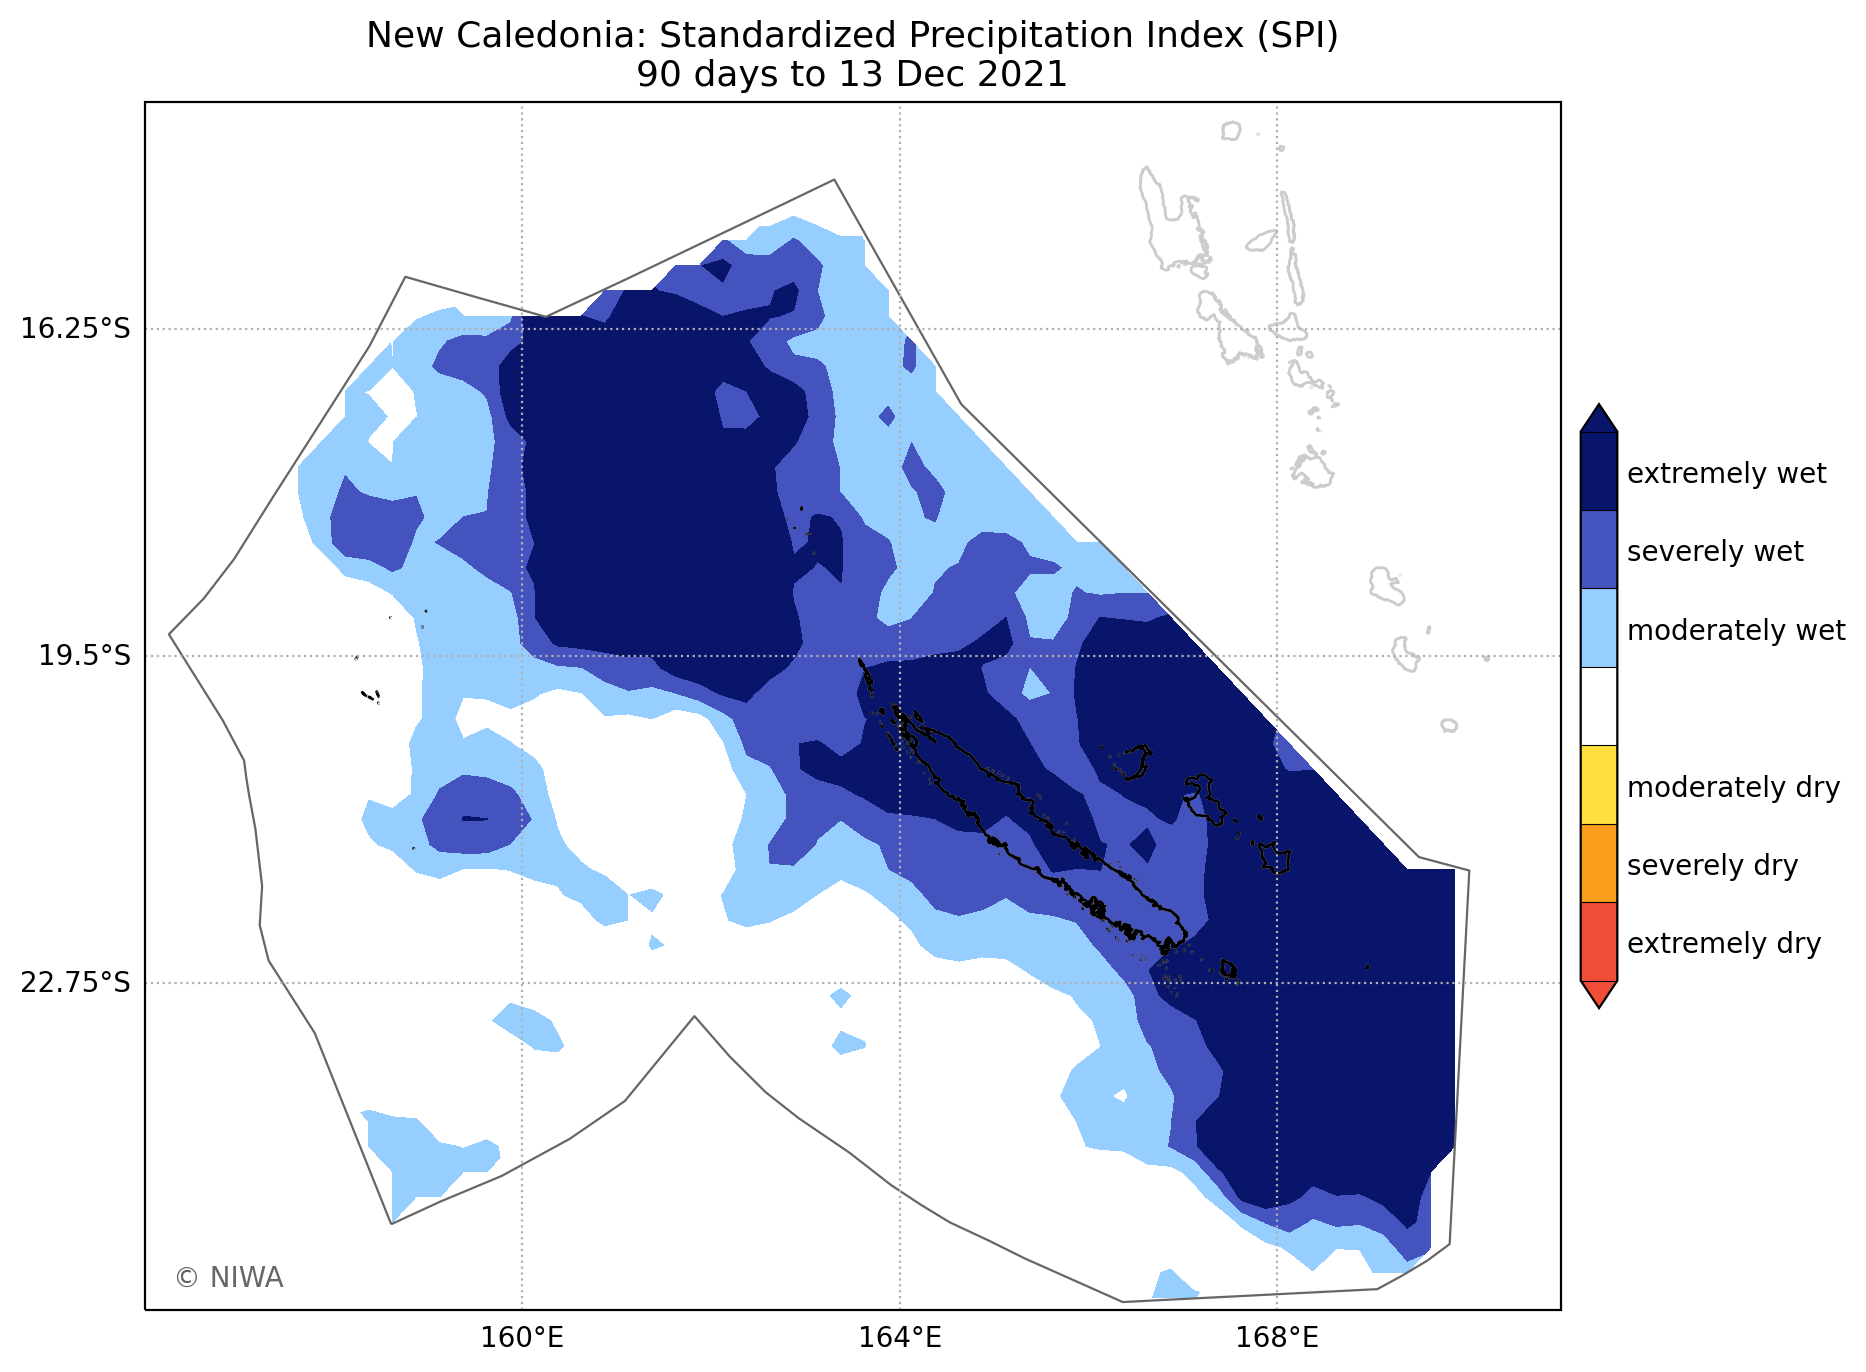 New Caledonia: Standardized Precipitation Index (SPI)
90 days to 13 Dec 2021
16.25°S
19.5°S
22.75°S
160°E
164°E
168°E
extremely wet
severely wet
moderately wet
moderately dry
severely dry
extremely dry
© NIWA